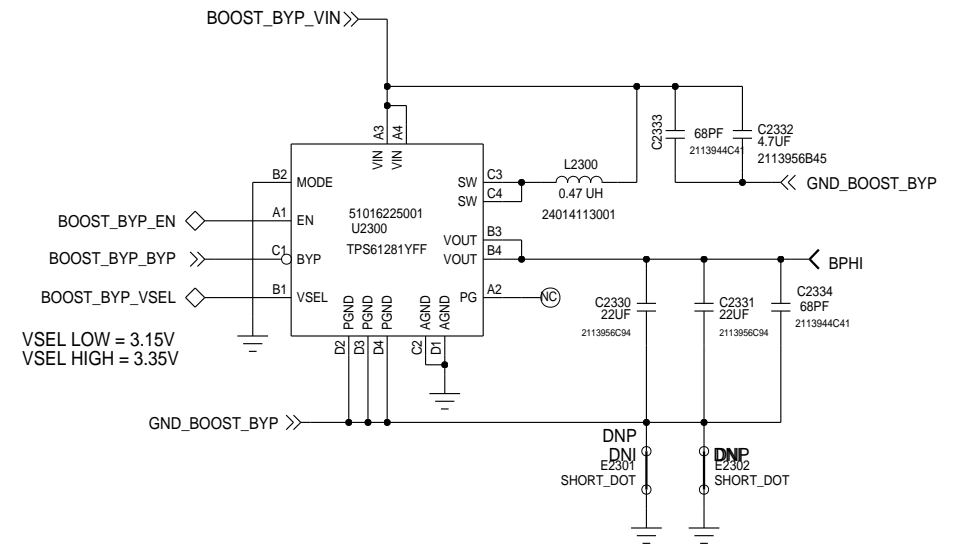 BOOST_BYP_VIN
A3
A4
VIN
VIN
B2
MODE
BOOST_BYP_EN
A1
EN
BOOST_BYP_BYP
C1
BYP
BOOST_BYP_VSEL
B1
VSEL
51016225001
U2300
TPS61281YFF
SW
C3
SW
C4
VOUT
B3
VOUT
B4
PG
A2
NC
PGND
PGND
PGND
AGND
AGND
D2
D3
D4
C2
D1
L2300
0.47 UH
24014113001
C2333
68PF
2113944C41
C2332
4.7UF
2113956B45
GND_BOOST_BYP
BPHI
C2330
22UF
2113956C94
C2331
22UF
2113956C94
C2334
68PF
2113944C41
VSEL LOW = 3.15V
VSEL HIGH = 3.35V
GND_BOOST_BYP
DNP
DNI
E2301
SHORT_DOT
DNP
E2302
SHORT_DOT